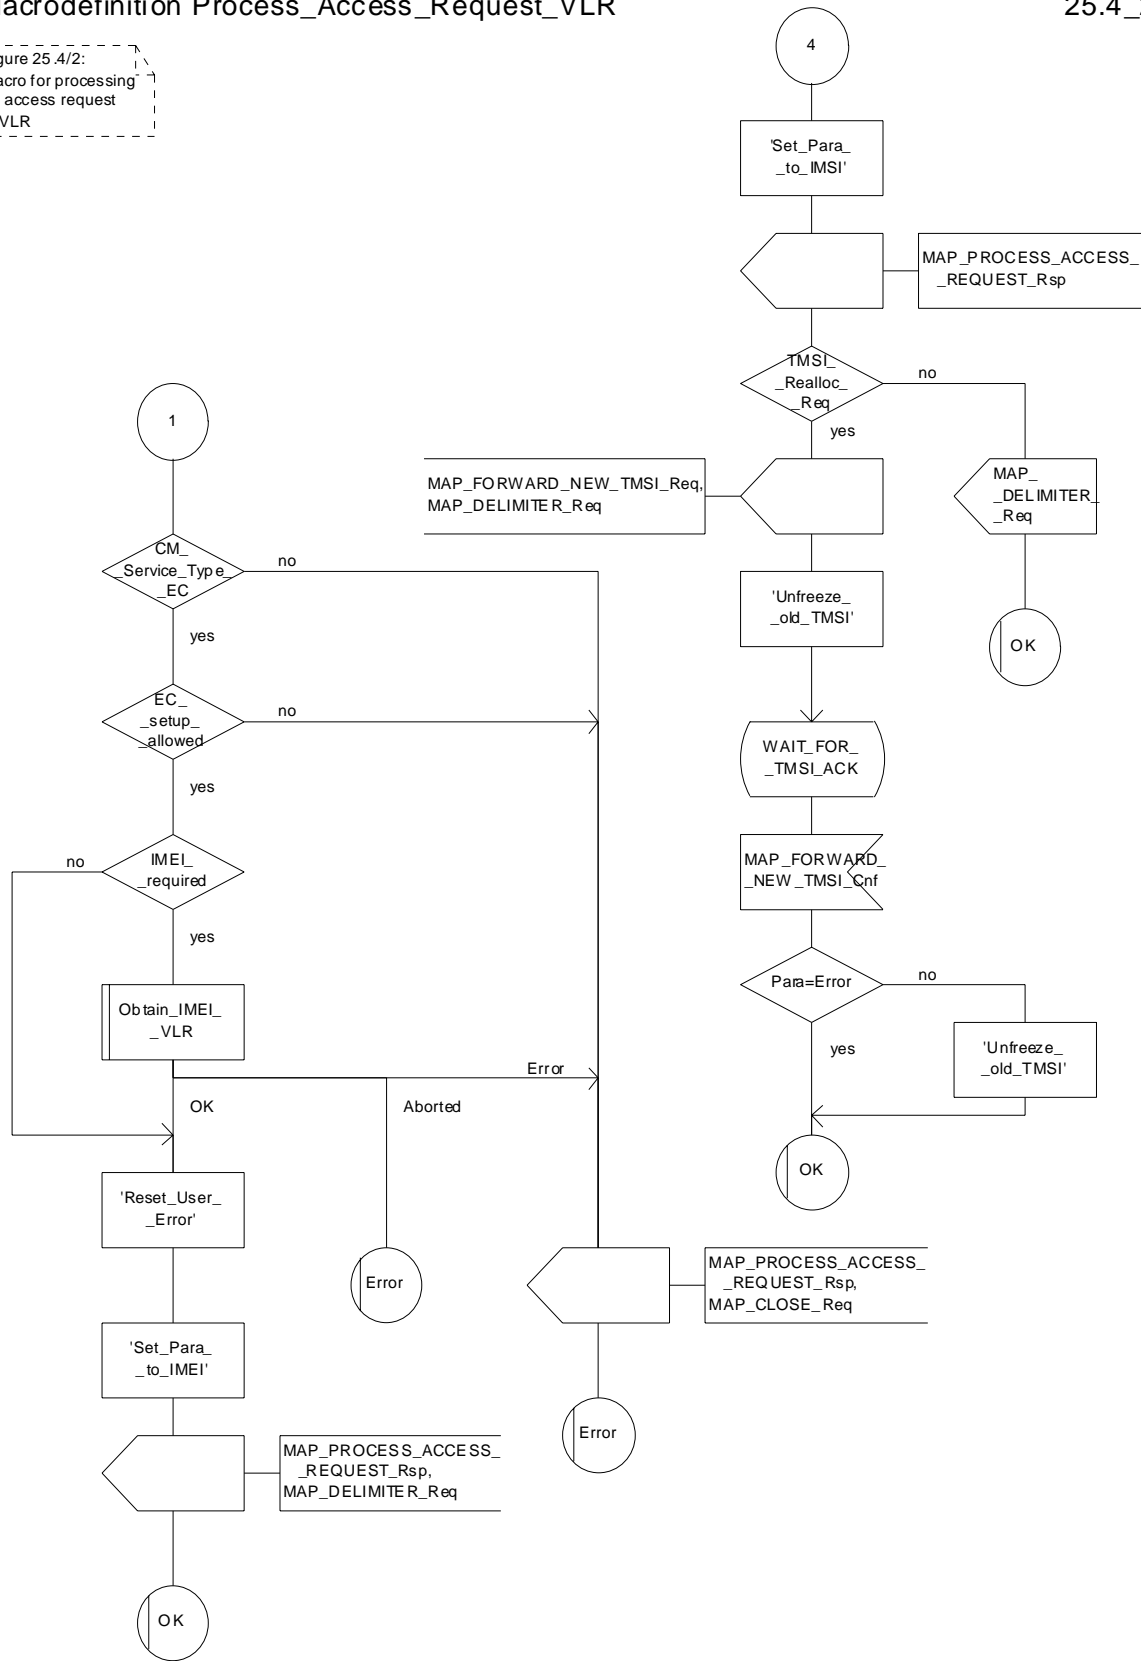 acrodefinition Process_Access_Request_VLR
25.4_
gure 25.4/2:
acro for processing
access request
VLR
4
'Set_Para_
_to_IMSI'
MAP_PROCESS_ACCESS_
_REQUEST_Rsp
TMSI_
_Realloc_
_Req
no
yes
MAP_FORWARD_NEW_TMSI_Req,
MAP_DELIMITER_Req
MAP_
_DELIMITER_
_Req
'Unfreeze_
_old_TMSI'
OK
WAIT_FOR_
_TMSI_ACK
MAP_FORWARD_
_NEW_TMSI_Cnf
Para=Error
no
yes
'Unfreeze_
_old_TMSI'
OK
1
CM_
_Service_Type_
_EC
no
yes
EC_
_setup_
_allowed
no
yes
IMEI_
_required
no
yes
Obtain_IMEI_
_VLR
Error
OK
Aborted
'Reset_User_
_Error'
Error
MAP_PROCESS_ACCESS_
_REQUEST_Rsp,
MAP_CLOSE_Req
Error
'Set_Para_
_to_IMEI'
MAP_PROCESS_ACCESS_
_REQUEST_Rsp,
MAP_DELIMITER_Req
OK